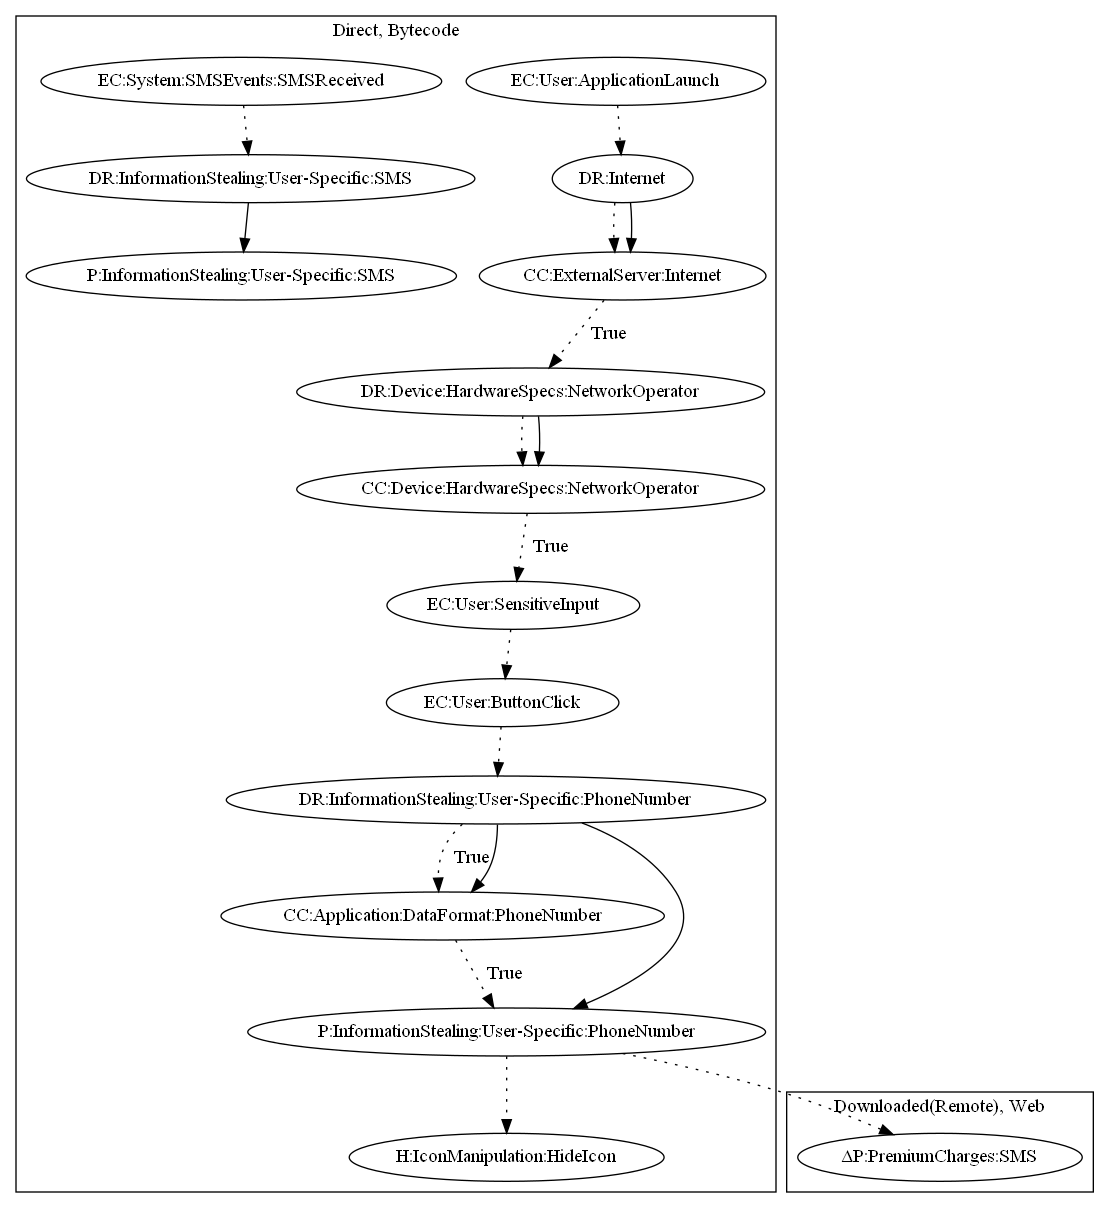 Direct, Bytecode
EC:System:SMSEvents:SMSReceived
EC:User:ApplicationLaunch
DR:InformationStealing:User-Specific:SMS
DR:Internet
P:InformationStealing:User-Specific:SMS
CC:ExternalServer:Internet
True
DR:Device:HardwareSpecs:NetworkOperator
CC:Device:HardwareSpecs:NetworkOperator
True
EC:User:SensitiveInput
EC:User:ButtonClick
DR:InformationStealing:User-Specific:PhoneNumber
True
CC:Application:DataFormat:PhoneNumber
True
P:InformationStealing:User-Specific:PhoneNumber
Downloaded(Remote), Web
H:IconManipulation:HideIcon
ΔP:PremiumCharges:SMS